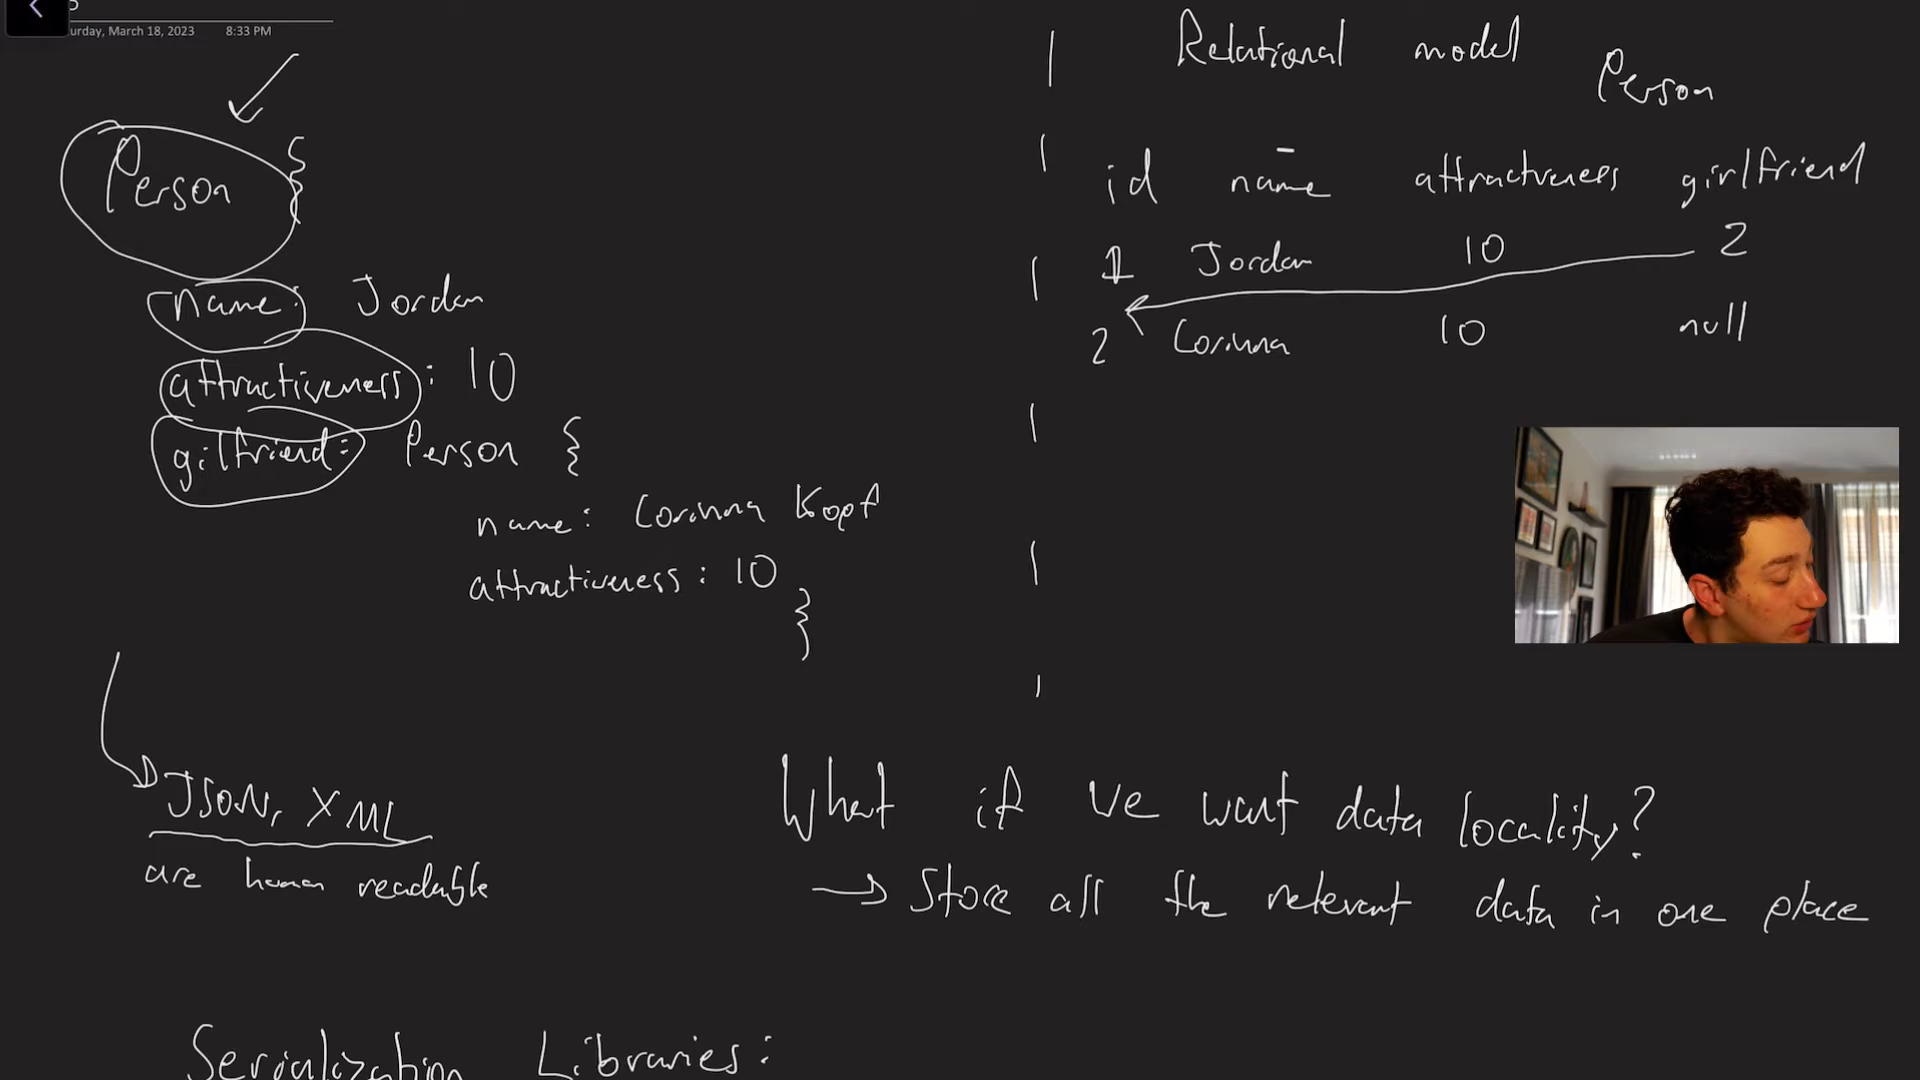 urday, March 18, 2023 8:33 PM
Person {
name: Jordan
attractiveness: 10
gilfriend: Person {
name: Corinna Kopf
attractiveness: 10
}
JSON, XML
are human readable
Relational model
Person
id name attractveness girlfriend
1 Jordan 10 2
2 Corinna 10 null
What if we want data locality?
→ Store all the relevant data in one place
Serialization Libraries: